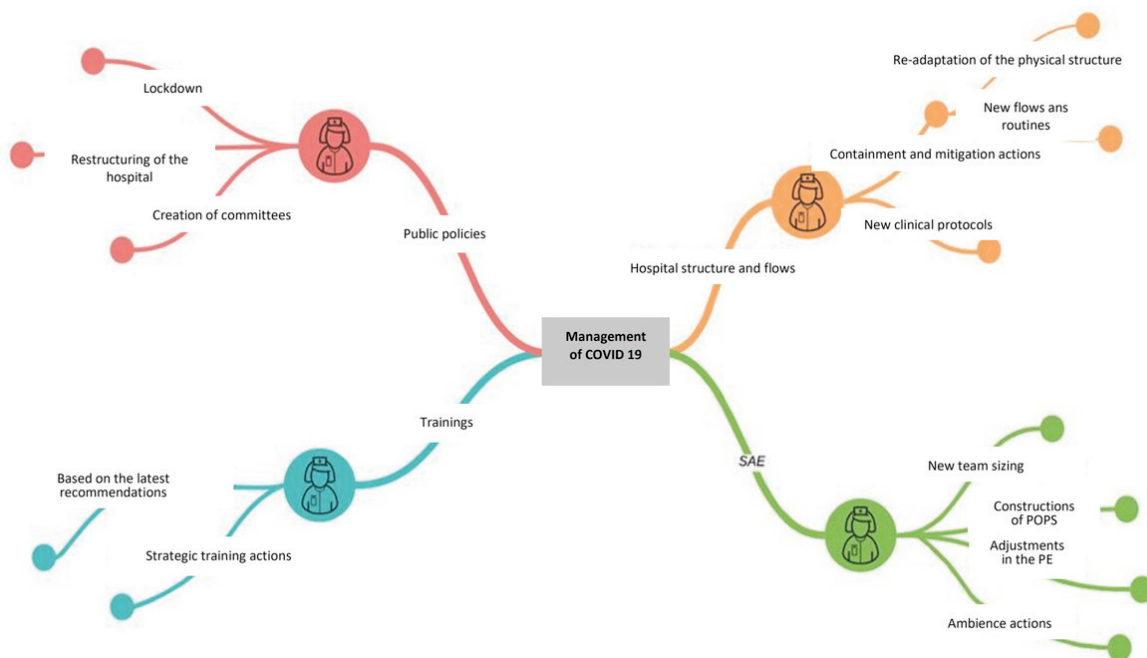 Lockdown
Restructuring of the
hospital
Creation of committees
Public policies
Re-adaptation of the physical structure
New flows ans
routines
Containment and mitigation actions
New clinical protocols
Hospital structure and flows
Management
of COVID 19
Trainings
Based on the latest
recommendations
Strategic training actions
SAE
New team sizing
Constructions
of POPS
Adjustments
in the PE
Ambience actions